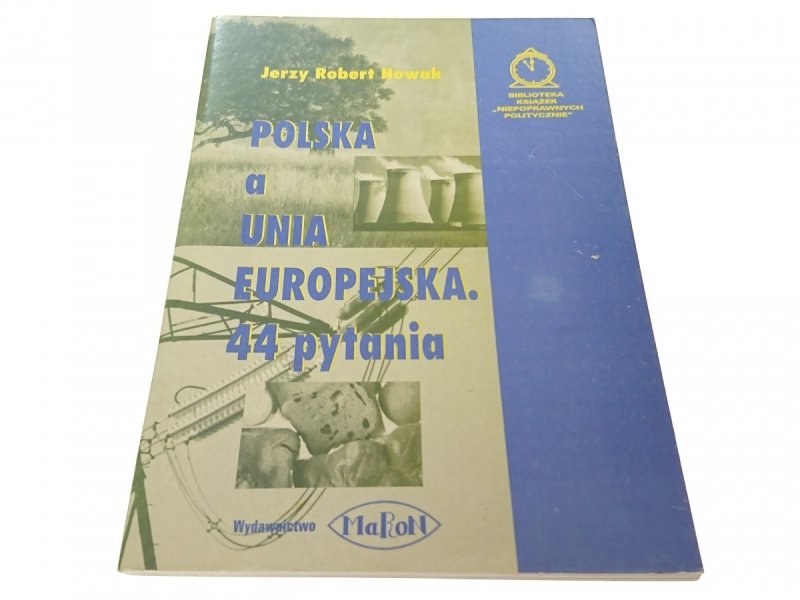 Jerzy Robert Nowak
POLSKA
a
UNIA
EUROPEJSKA.
44 pytania
Wydawnictwo MaRoN
BIBLIOTEKA
KSIĄŻEK
„NIEPOPRAWNYCH
POLITYCZNIE”